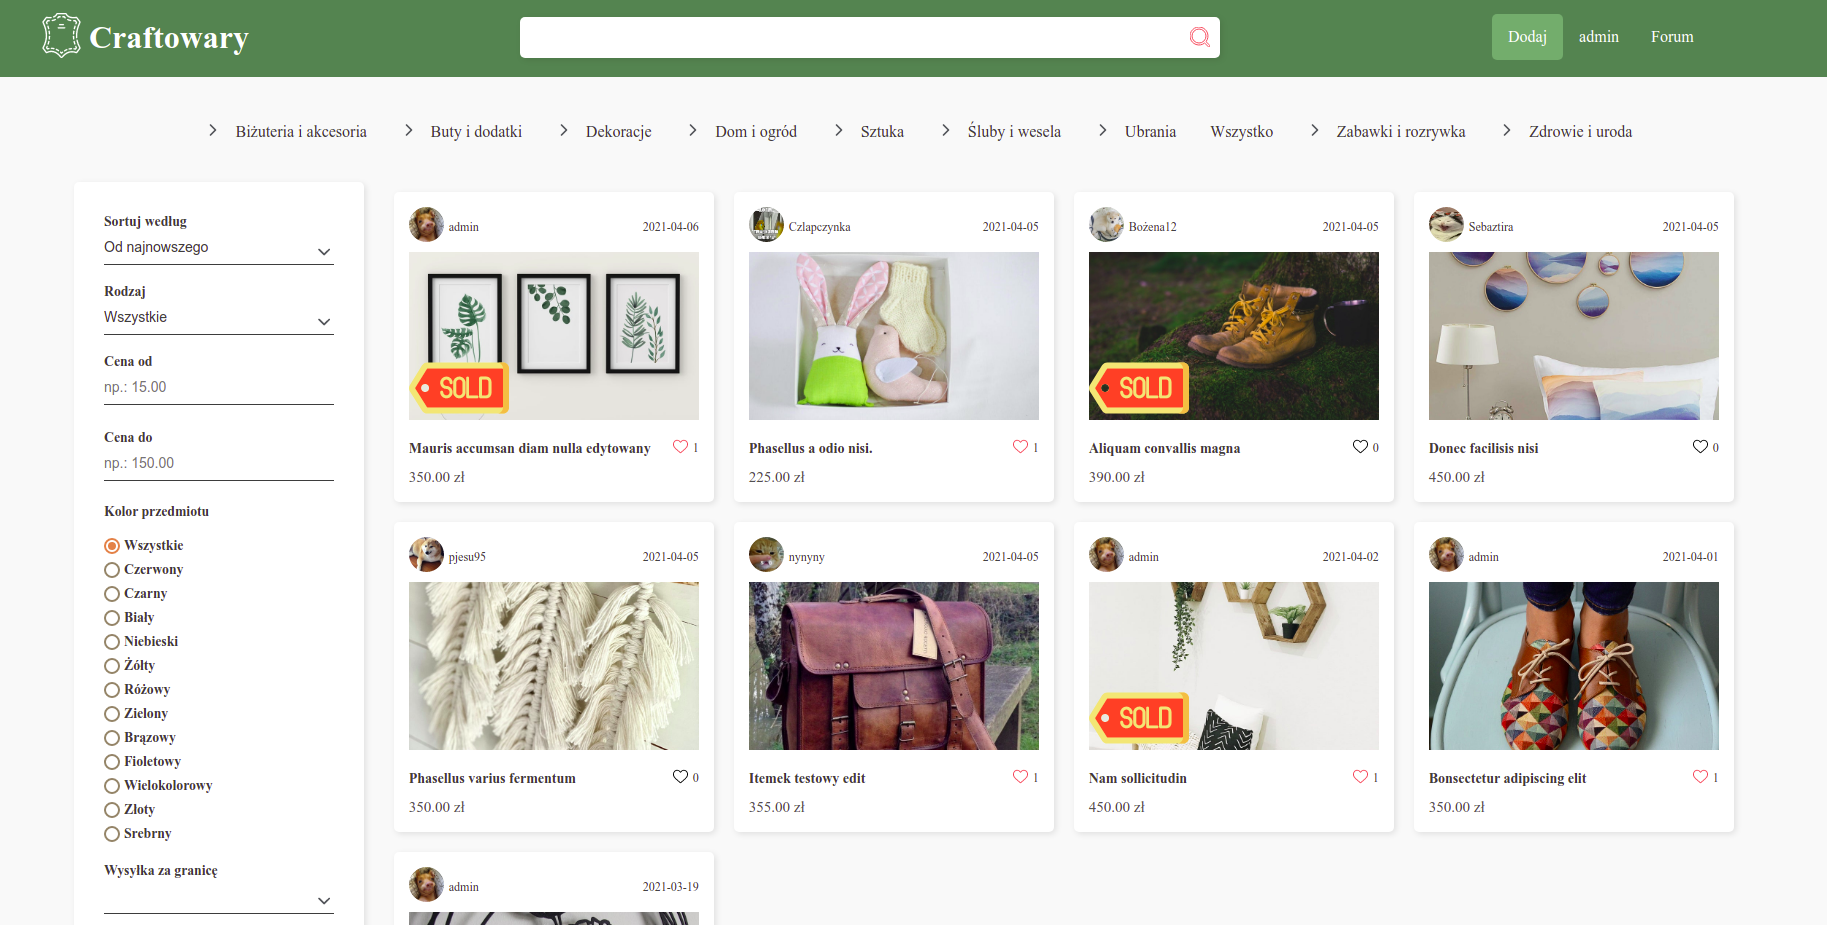 Craftowary
Dodaj admin Forum
Biżuteria i akcesoria Buty i dodatki Dekoracje Dom i ogród Sztuka Śluby i wesela Ubrania Wszystko Zabawki i rozrywka Zdrowie i uroda
Sortuj według
Od najnowszego
Rodzaj
Wszystkie
Cena od
np.: 15.00
Cena do
np.: 150.00
Kolor przedmiotu
Wszystkie
Czerwony
Czarny
Biały
Niebieski
Żółty
Różowy
Zielony
Brązowy
Fioletowy
Wielokolorowy
Złoty
Srebrny
Wysyłka za granicę
admin 2021-04-06
SOLD
Mauris accumsan diam nulla edytowany 1
350.00 zł
Człapczynka 2021-04-05
Phasellus a odio nisi. 1
225.00 zł
Bożena12 2021-04-05
SOLD
Aliquam convallis magna 0
390.00 zł
Sebaztira 2021-04-05
Donec facilisis nisi 0
450.00 zł
pjesu95 2021-04-05
Phasellus varius fermentum 0
350.00 zł
nynyny 2021-04-05
Itemek testowy edit 1
355.00 zł
admin 2021-04-02
SOLD
Nam sollicitudin 1
450.00 zł
admin 2021-04-01
Bonsectetur adipiscing elit 1
350.00 zł
admin 2021-03-19